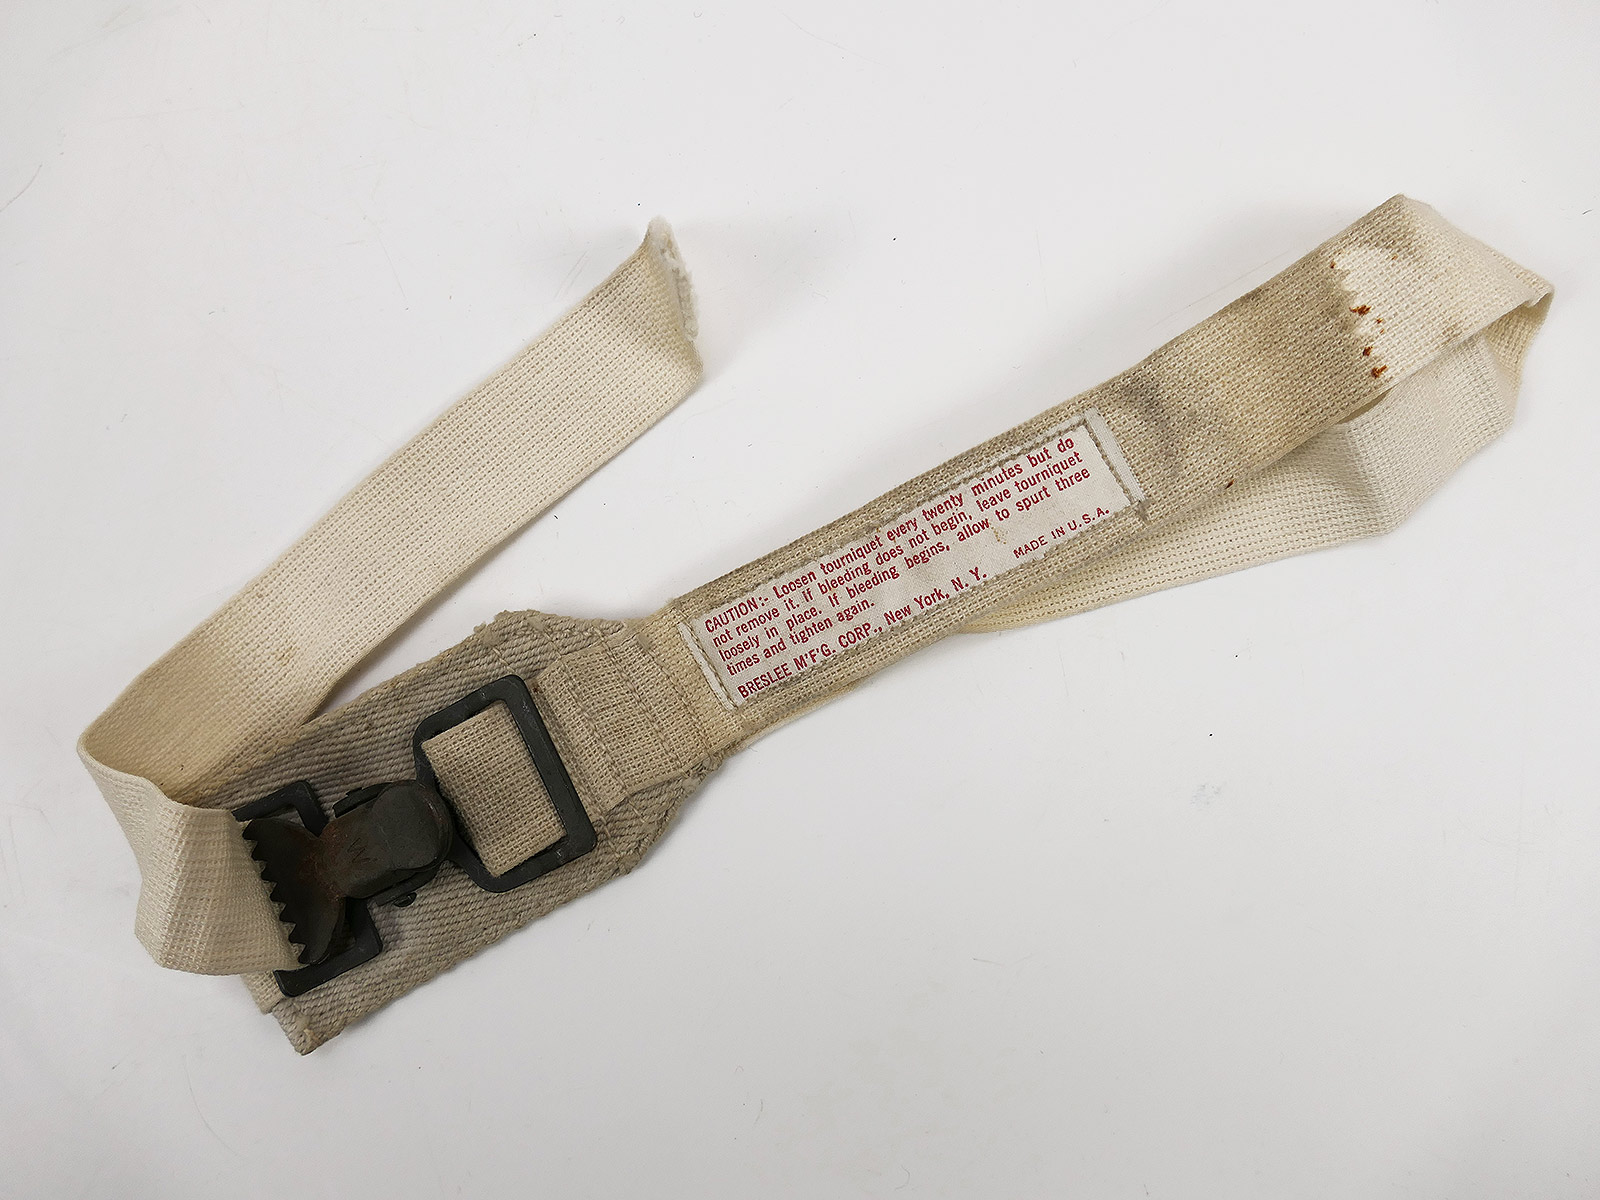 CAUTION:- Loosen tourniquet every twenty minutes but do
not remove it. If bleeding does not begin, leave tourniquet
loosely in place. If bleeding begins, allow to spurt three
times and tighten again.
MADE IN U.S.A.
BRESLEE M'F'G. CORP., New York, N. Y.